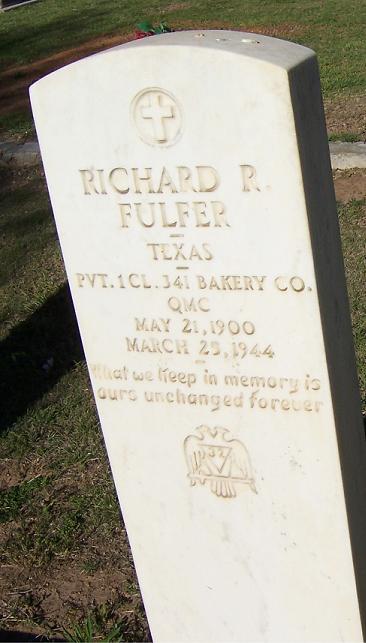 RICHARD R.
FULFER
TEXAS
PVT. 1 CL. 341 BAKERY CO.
QMC
MAY 21, 1900
MARCH 25, 1944
What we keep in memory is
ours unchanged forever
32